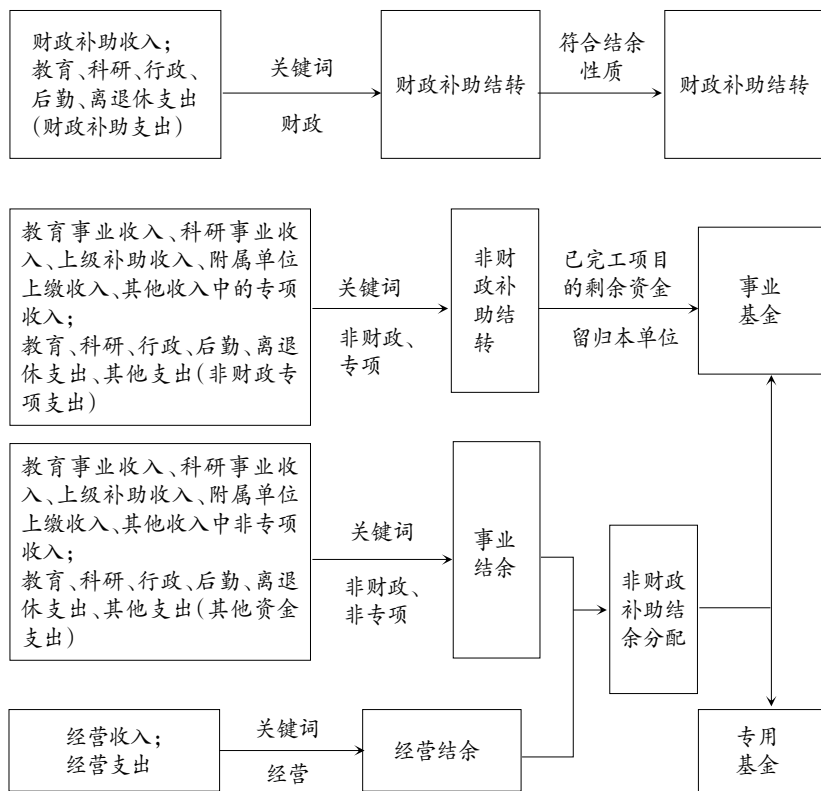 财政补助收入；
教育、科研、行政、
后勤、离退休支出
(财政补助支出)
关键词
财政
财政补助结转
符合结余
性质
财政补助结转
教育事业收入、科研事业收
入、上级补助收入、附属单位
上缴收入、其他收入中的专项
收入；
教育、科研、行政、后勤、离退
休支出、其他支出(非财政专
项支出)
关键词
非财政、
专项
非财
政补
助结
转
已完工项目
的剩余资金
留归本单位
事业
基金
教育事业收入、科研事业收
入、上级补助收入、附属单位
上缴收入、其他收入中非专项
收入；
教育、科研、行政、后勤、离退
休支出、其他支出(其他资金
支出)
关键词
非财政、
非专项
事业
结余
非财政
补助结
余分配
经营收入；
经营支出
关键词
经营
经营结余
专用
基金